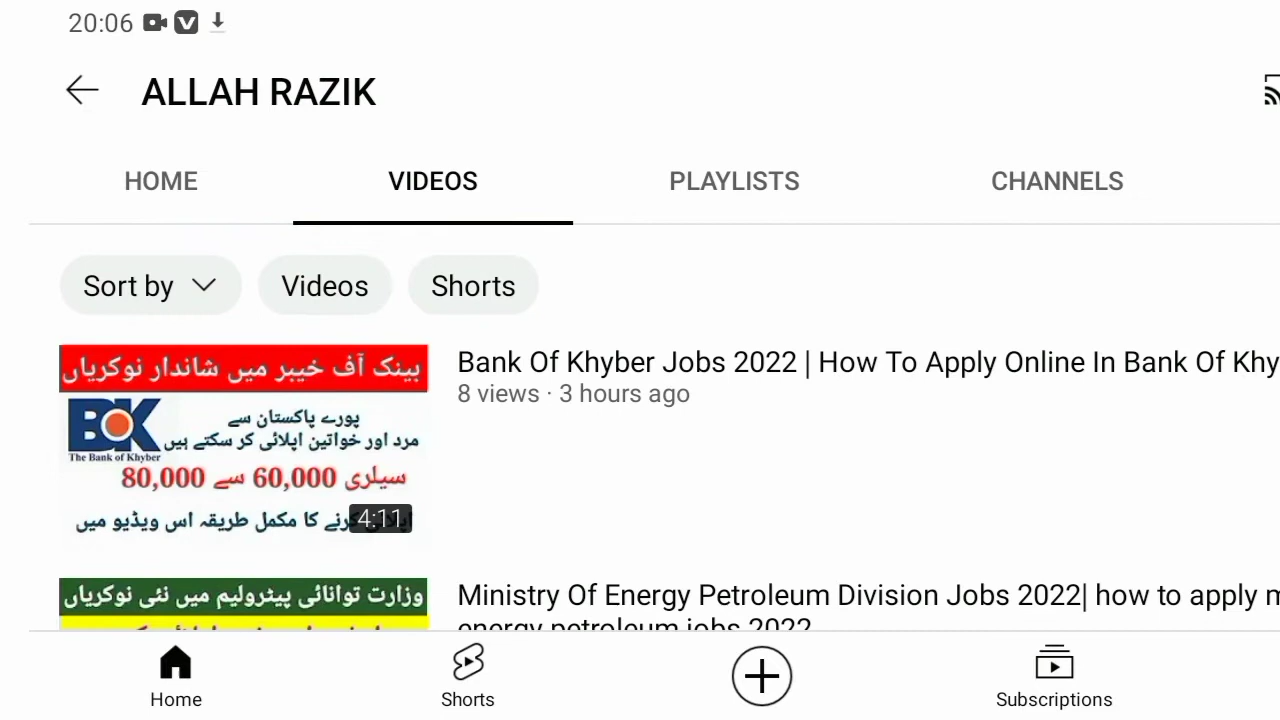 20:06
ALLAH RAZIK
HOME
VIDEOS
PLAYLISTS
CHANNELS
Sort by
Videos
Shorts
بینک آف خیبر میں شاندار نوکریاں
BOK
The Bank of Khyber
پورے پاکستان سے
مرد اور خواتین اپلائی کر سکتے ہیں
سیلری 60,000 سے 80,000
کرنے کا مکمل طریقہ اس ویڈیو میں
4:11
Bank Of Khyber Jobs 2022 | How To Apply Online In Bank Of Khy
8 views · 3 hours ago
وزارت توانائی پیٹرولیم میں نئی نوکریاں
Ministry Of Energy Petroleum Division Jobs 2022| how to apply m
energy petroleum jobs 2022
Home
Shorts
Subscriptions